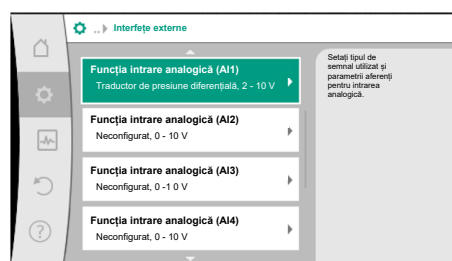 ..▸ Interfețe externe
Funcția intrare analogică (AI1)
Traductor de presiune diferențială, 2 - 10 V
Funcția intrare analogică (AI2)
Neconfigurat, 0 - 10 V
Funcția intrare analogică (AI3)
Neconfigurat, 0 -1 0 V
Funcția intrare analogică (AI4)
Neconfigurat, 0 - 10 V
Setați tipul de
semnal utilizat și
parametrii aferenți
pentru intrarea
analogică.
?